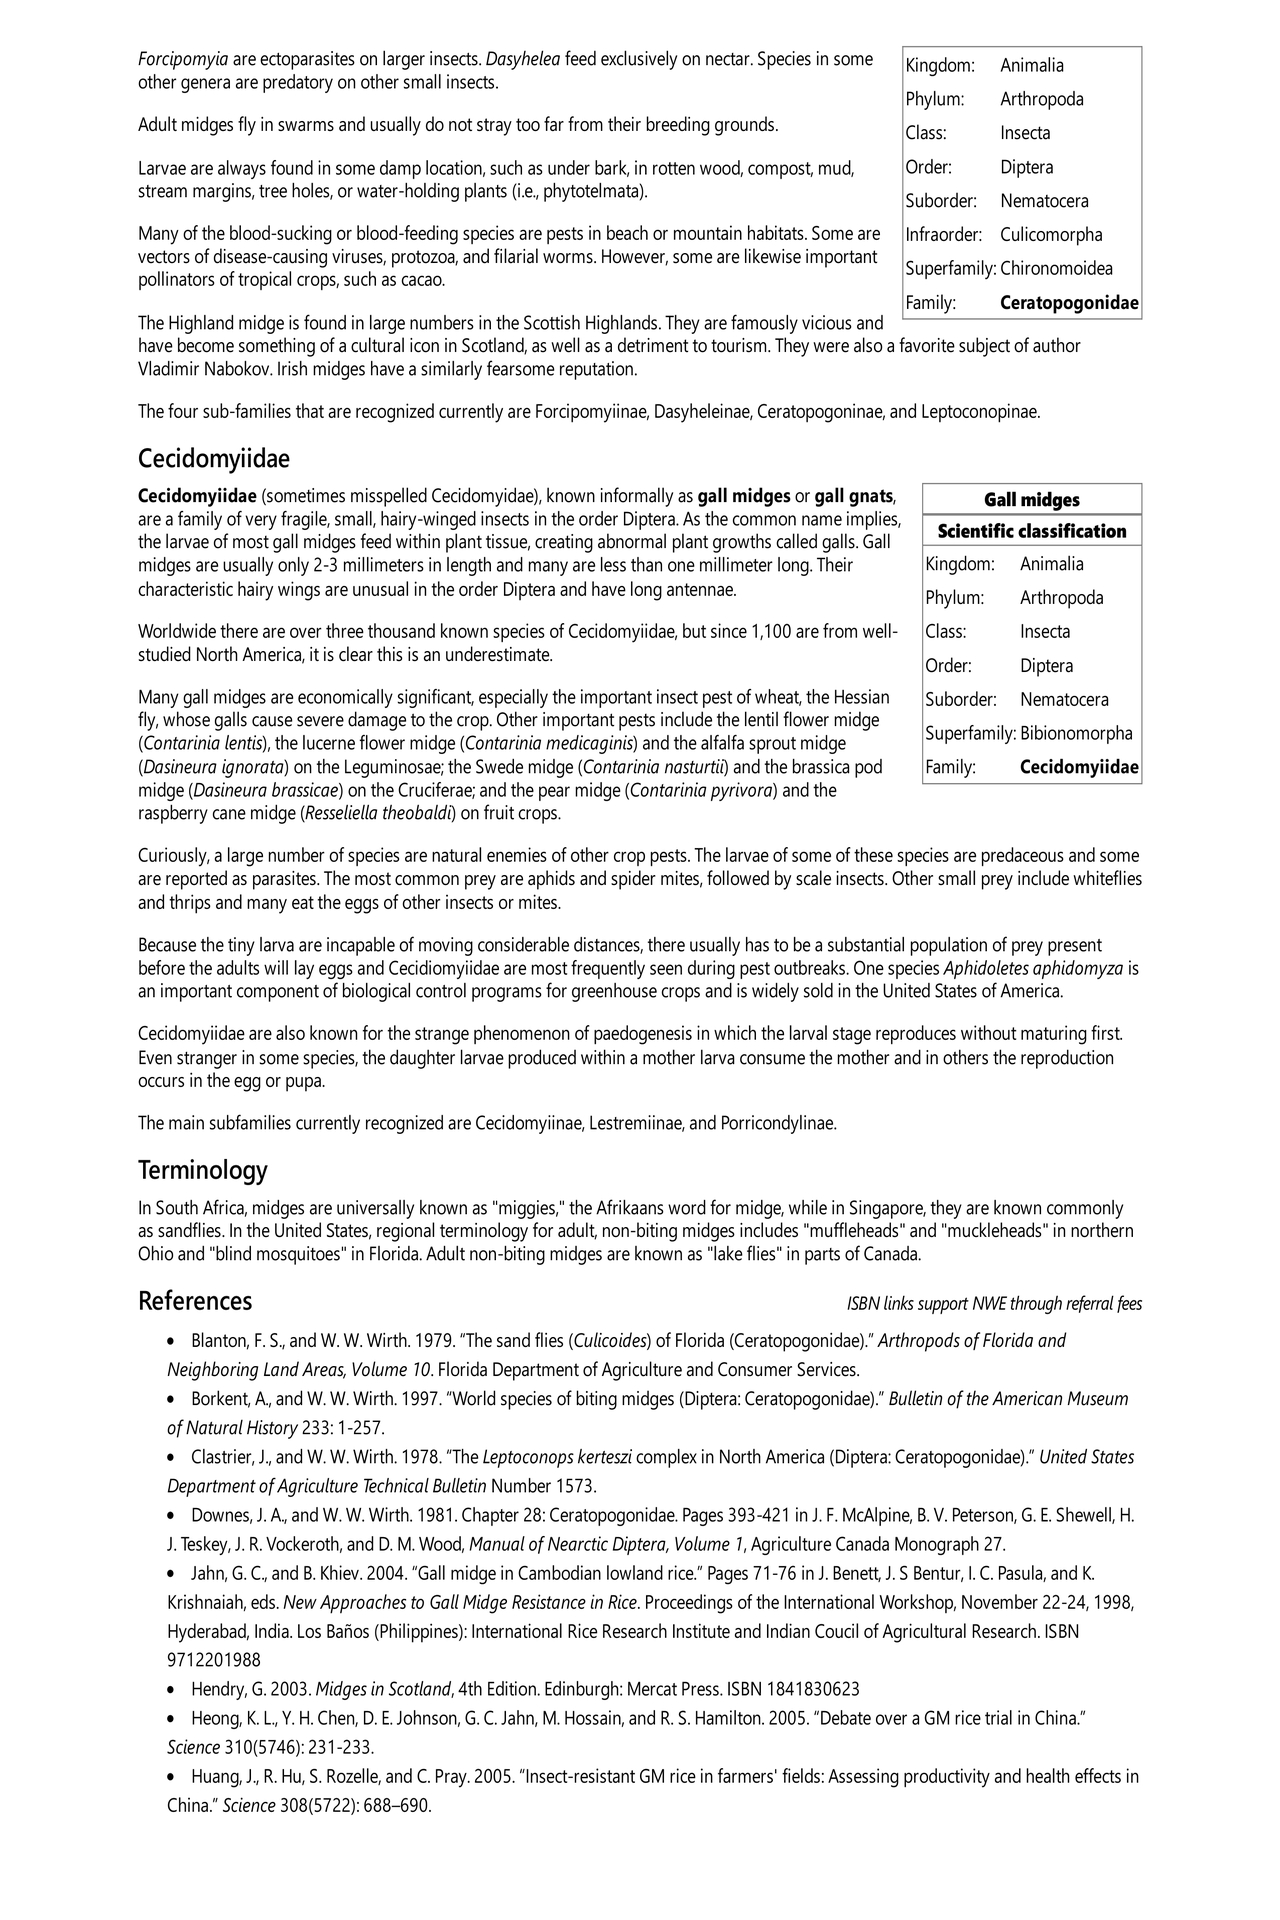 Forcipomyia are ectoparasites on larger insects. Dasyhelea feed exclusively on nectar. Species in some
other genera are predatory on other small insects.
Adult midges fly in swarms and usually do not stray too far from their breeding grounds.
Larvae are always found in some damp location, such as under bark, in rotten wood, compost, mud,
stream margins, tree holes, or water-holding plants (i.e., phytotelmata).
Many of the blood-sucking or blood-feeding species are pests in beach or mountain habitats. Some are
vectors of disease-causing viruses, protozoa, and filarial worms. However, some are likewise important
pollinators of tropical crops, such as cacao.
Kingdom: Animalia
Phylum: Arthropoda
Class: Insecta
Order: Diptera
Suborder: Nematocera
Infraorder: Culicomorpha
Superfamily: Chironomoidea
Family: Ceratopogonidae
The Highland midge is found in large numbers in the Scottish Highlands. They are famously vicious and
have become something of a cultural icon in Scotland, as well as a detriment to tourism. They were also a favorite subject of author
Vladimir Nabokov. Irish midges have a similarly fearsome reputation.
The four sub-families that are recognized currently are Forcipomyiinae, Dasyheleinae, Ceratopogoninae, and Leptoconopinae.
Cecidomyiidae
Cecidomyiidae (sometimes misspelled Cecidomyidae), known informally as gall midges or gall gnats,
are a family of very fragile, small, hairy-winged insects in the order Diptera. As the common name implies,
the larvae of most gall midges feed within plant tissue, creating abnormal plant growths called galls. Gall
midges are usually only 2-3 millimeters in length and many are less than one millimeter long. Their
characteristic hairy wings are unusual in the order Diptera and have long antennae.
Worldwide there are over three thousand known species of Cecidomyiidae, but since 1,100 are from well-
studied North America, it is clear this is an underestimate.
Many gall midges are economically significant, especially the important insect pest of wheat, the Hessian
fly, whose galls cause severe damage to the crop. Other important pests include the lentil flower midge
(Contarinia lentis), the lucerne flower midge (Contarinia medicaginis) and the alfalfa sprout midge
(Dasineura ignorata) on the Leguminosae; the Swede midge (Contarinia nasturtii) and the brassica pod
midge (Dasineura brassicae) on the Cruciferae; and the pear midge (Contarinia pyrivora) and the
raspberry cane midge (Resseliella theobaldi) on fruit crops.
Gall midges
Scientific classification
Kingdom: Animalia
Phylum: Arthropoda
Class: Insecta
Order: Diptera
Suborder: Nematocera
Superfamily: Bibionomorpha
Family: Cecidomyiidae
Curiously, a large number of species are natural enemies of other crop pests. The larvae of some of these species are predaceous and some
are reported as parasites. The most common prey are aphids and spider mites, followed by scale insects. Other small prey include whiteflies
and thrips and many eat the eggs of other insects or mites.
Because the tiny larva are incapable of moving considerable distances, there usually has to be a substantial population of prey present
before the adults will lay eggs and Cecidiomyiidae are most frequently seen during pest outbreaks. One species Aphidoletes aphidomyza is
an important component of biological control programs for greenhouse crops and is widely sold in the United States of America.
Cecidomyiidae are also known for the strange phenomenon of paedogenesis in which the larval stage reproduces without maturing first.
Even stranger in some species, the daughter larvae produced within a mother larva consume the mother and in others the reproduction
occurs in the egg or pupa.
The main subfamilies currently recognized are Cecidomyiinae, Lestremiinae, and Porricondylinae.
Terminology
In South Africa, midges are universally known as "miggies," the Afrikaans word for midge, while in Singapore, they are known commonly
as sandflies. In the United States, regional terminology for adult, non-biting midges includes "muffleheads" and "muckleheads" in northern
Ohio and "blind mosquitoes" in Florida. Adult non-biting midges are known as "lake flies" in parts of Canada.
References
ISBN links support NWE through referral fees
• Blanton, F. S., and W. W. Wirth. 1979. “The sand flies (Culicoides) of Florida (Ceratopogonidae).” Arthropods of Florida and
Neighboring Land Areas, Volume 10. Florida Department of Agriculture and Consumer Services.
• Borkent, A., and W. W. Wirth. 1997. “World species of biting midges (Diptera: Ceratopogonidae).” Bulletin of the American Museum
of Natural History 233: 1-257.
• Clastrier, J., and W. W. Wirth. 1978. “The Leptoconops kerteszi complex in North America (Diptera: Ceratopogonidae).” United States
Department of Agriculture Technical Bulletin Number 1573.
• Downes, J. A., and W. W. Wirth. 1981. Chapter 28: Ceratopogonidae. Pages 393-421 in J. F. McAlpine, B. V. Peterson, G. E. Shewell, H.
J. Teskey, J. R. Vockeroth, and D. M. Wood, Manual of Nearctic Diptera, Volume 1, Agriculture Canada Monograph 27.
• Jahn, G. C., and B. Khiev. 2004. “Gall midge in Cambodian lowland rice.” Pages 71-76 in J. Benett, J. S Bentur, I. C. Pasula, and K.
Krishnaiah, eds. New Approaches to Gall Midge Resistance in Rice. Proceedings of the International Workshop, November 22-24, 1998,
Hyderabad, India. Los Baños (Philippines): International Rice Research Institute and Indian Coucil of Agricultural Research. ISBN
9712201988
• Hendry, G. 2003. Midges in Scotland, 4th Edition. Edinburgh: Mercat Press. ISBN 1841830623
• Heong, K. L., Y. H. Chen, D. E. Johnson, G. C. Jahn, M. Hossain, and R. S. Hamilton. 2005. “Debate over a GM rice trial in China.”
Science 310(5746): 231-233.
• Huang, J., R. Hu, S. Rozelle, and C. Pray. 2005. “Insect-resistant GM rice in farmers' fields: Assessing productivity and health effects in
China.” Science 308(5722): 688–690.